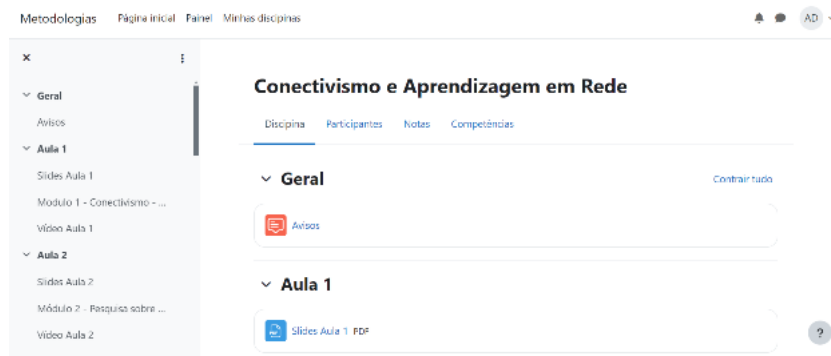 Metodologias Página inicial Painel Minhas disciplinas AD
Geral
Avisos
Aula 1
Slides Aula 1
Modulo 1 - Conectivismo - ...
Vídeo Aula 1
Aula 2
Slides Aula 2
Módulo 2 - Pesquisa sobre ...
Vídeo Aula 2
Conectivismo e Aprendizagem em Rede
Disciplina Participantes Notas Competências
Geral Contrair tudo
Avisos
Aula 1
Slides Aula 1 PDF
?